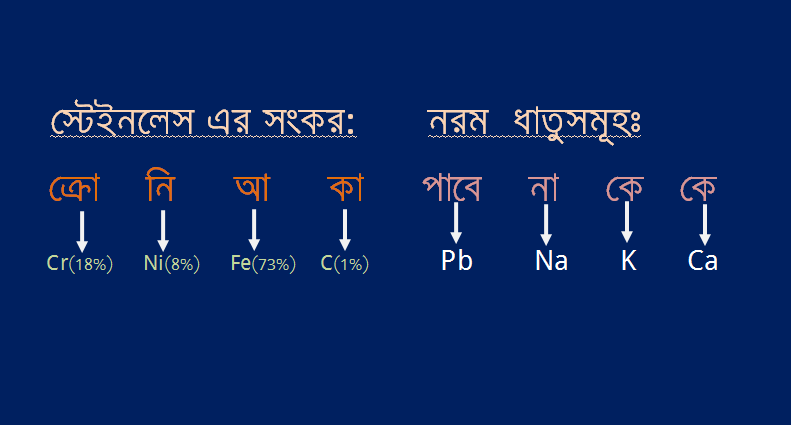 স্টেইনলেস এর সংকর: নরম ধাতুসমূহঃ
ক্রো নি আ কা পাবে না কে কে
Cr(18%) Ni(8%) Fe(73%) C(1%) Pb Na K Ca